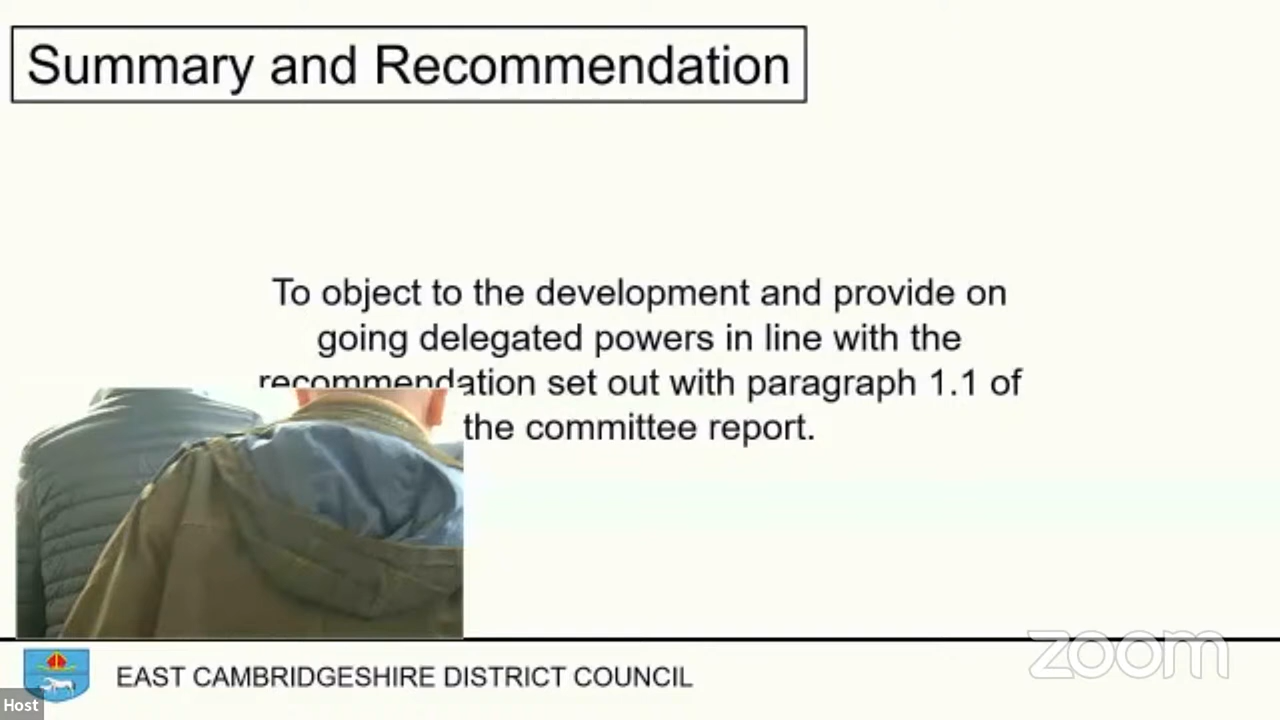 Summary and Recommendation
To object to the development and provide on
going delegated powers in line with the
recommendation set out with paragraph 1.1 of
the committee report.
zoom
EAST CAMBRIDGESHIRE DISTRICT COUNCIL
Host